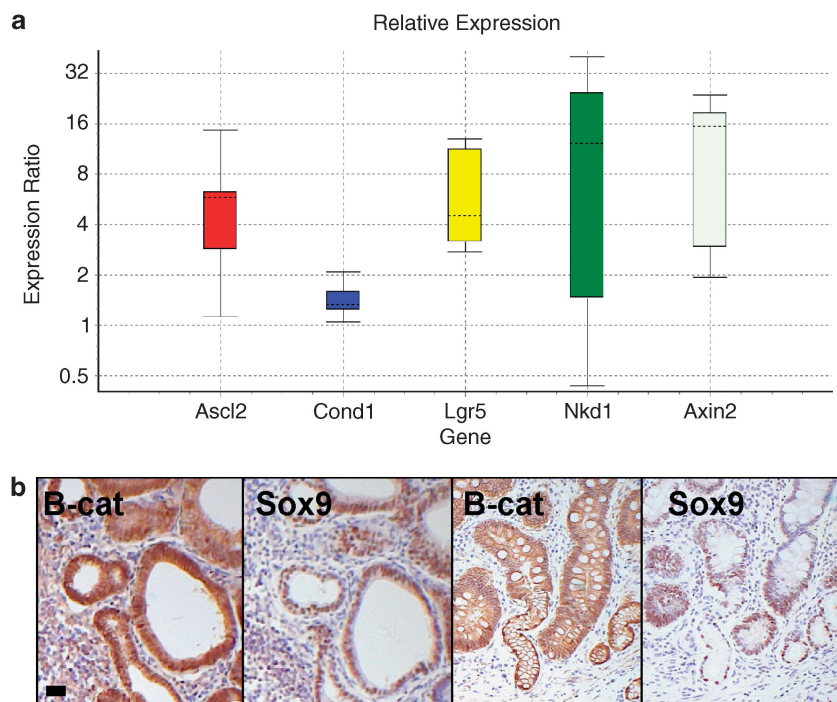 a
Relative Expression
Expression Ratio
32
16
8
4
2
1
0.5
Ascl2 Cond1 Lgr5 Nkd1 Axin2
Gene
b
B-cat Sox9 B-cat Sox9